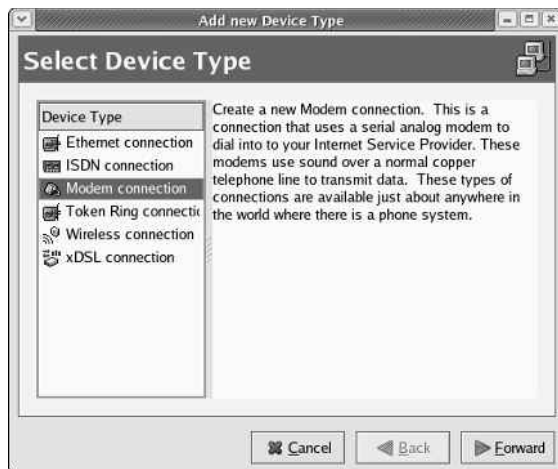 Add new Device Type
Select Device Type
Device Type
Ethernet connection
ISDN connection
Modem connection
Token Ring connectic
Wireless connection
xDSL connection
Create a new Modem connection. This is a
connection that uses a serial analog modem to
dial into to your Internet Service Provider. These
modems use sound over a normal copper
telephone line to transmit data. These types of
connections are available just about anywhere in
the world where there is a phone system.
Cancel
Back
Forward